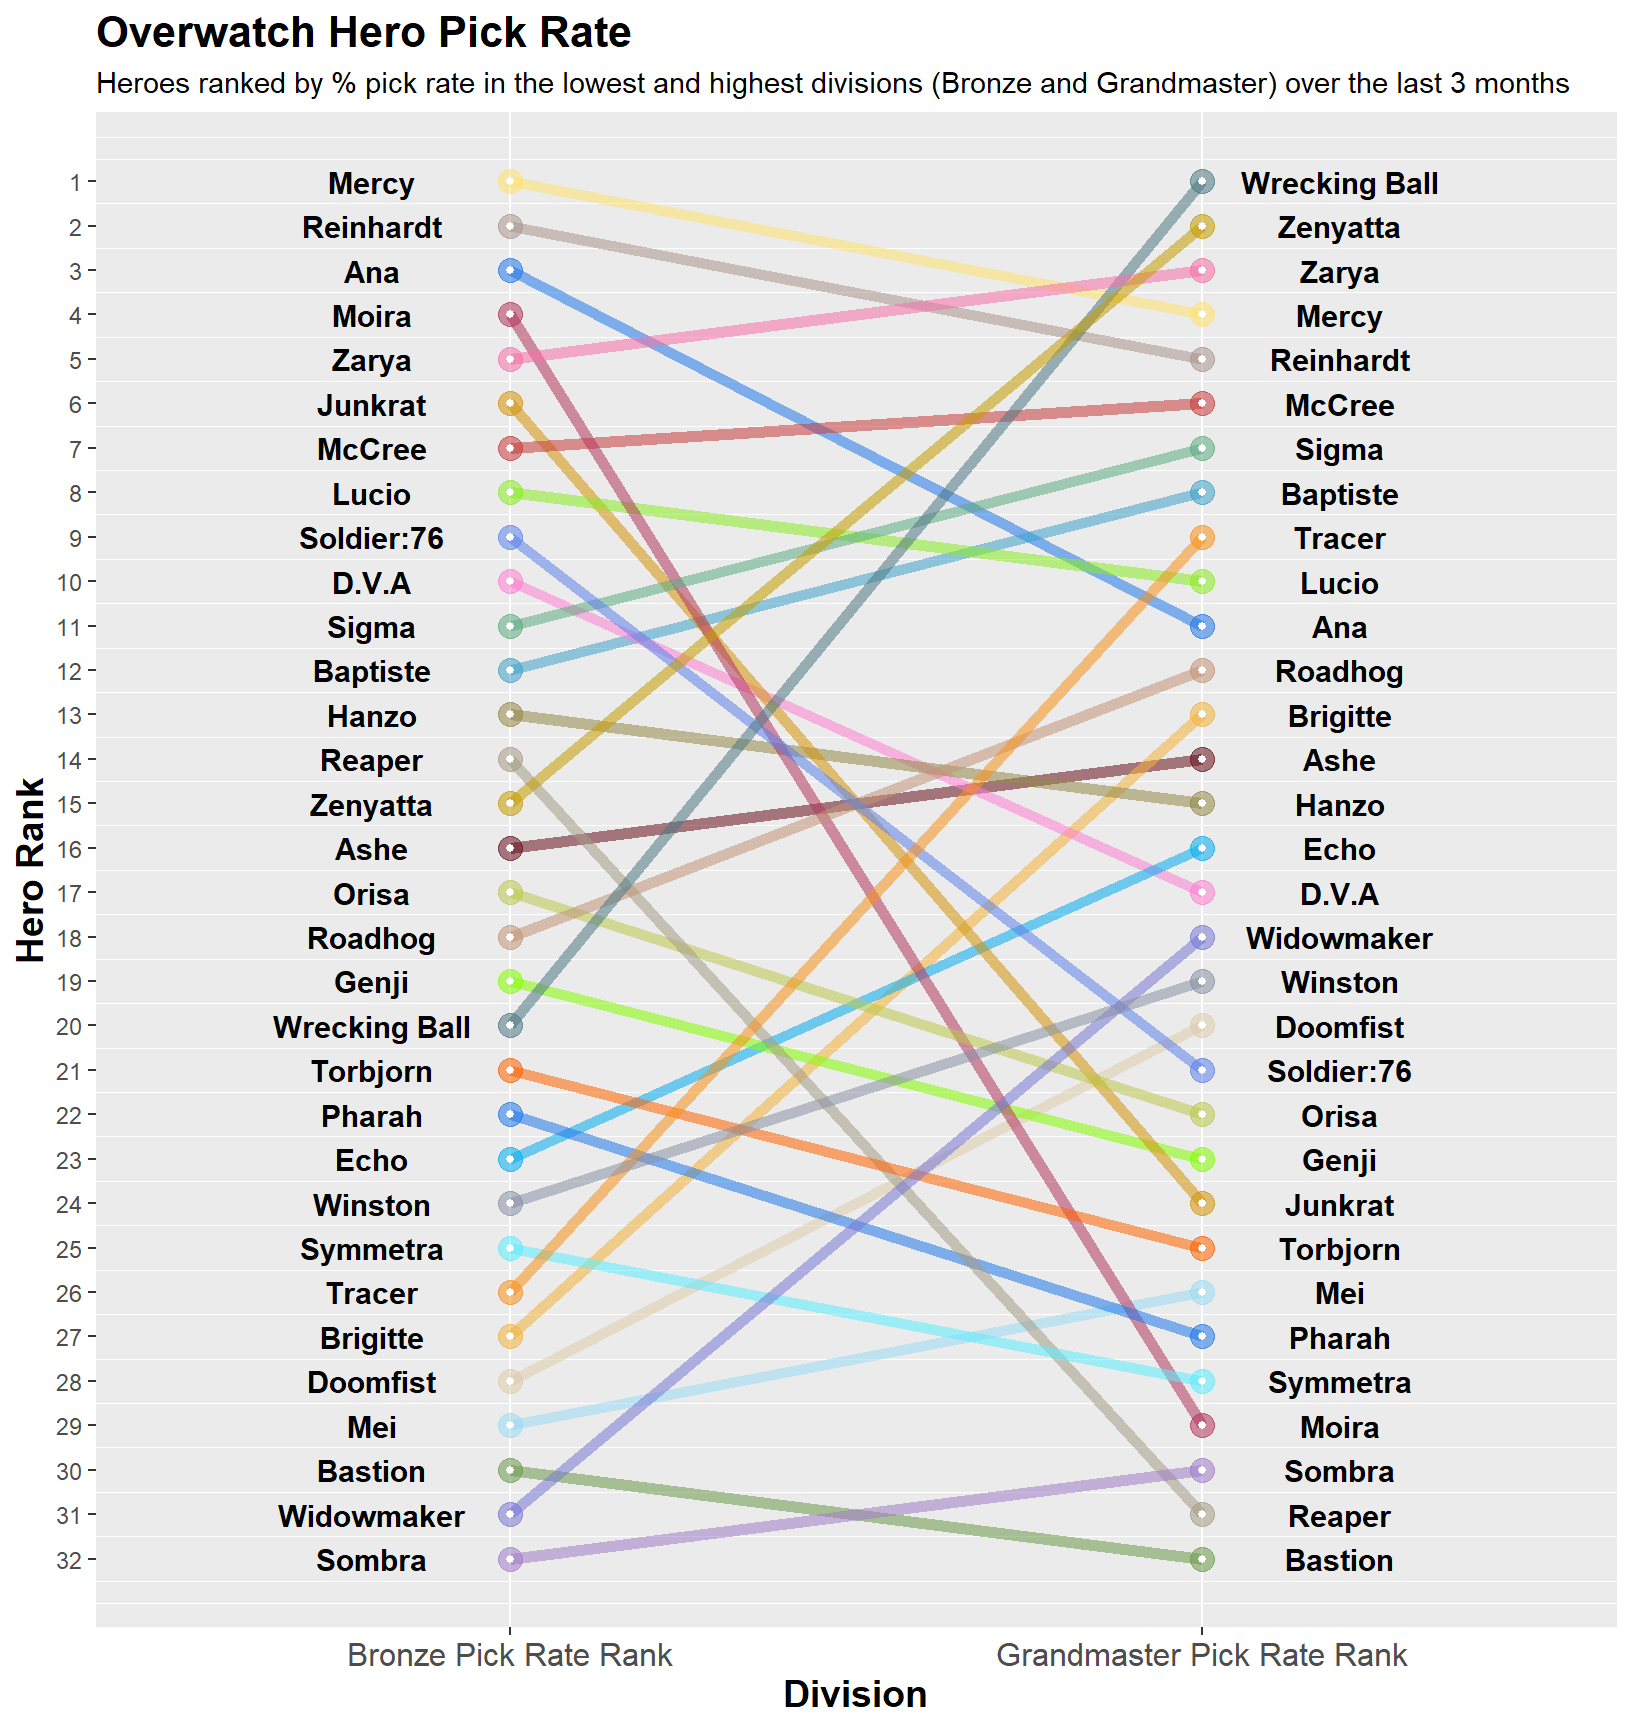 Overwatch Hero Pick Rate
Heroes ranked by % pick rate in the lowest and highest divisions (Bronze and Grandmaster) over the last 3 months
Hero Rank
1 Mercy Wrecking Ball
2 Reinhardt Zenyatta
3 Ana Zarya
4 Moira Mercy
5 Zarya Reinhardt
6 Junkrat McCree
7 McCree Sigma
8 Lucio Baptiste
9 Soldier:76 Tracer
10 D.V.A Lucio
11 Sigma Ana
12 Baptiste Roadhog
13 Hanzo Brigitte
14 Reaper Ashe
15 Zenyatta Hanzo
16 Ashe Echo
17 Orisa D.V.A
18 Roadhog Widowmaker
19 Genji Winston
20 Wrecking Ball Doomfist
21 Torbjorn Soldier:76
22 Pharah Orisa
23 Echo Genji
24 Winston Junkrat
25 Symmetra Torbjorn
26 Tracer Mei
27 Brigitte Pharah
28 Doomfist Symmetra
29 Mei Moira
30 Bastion Sombra
31 Widowmaker Reaper
32 Sombra Bastion
Bronze Pick Rate Rank Grandmaster Pick Rate Rank
Division